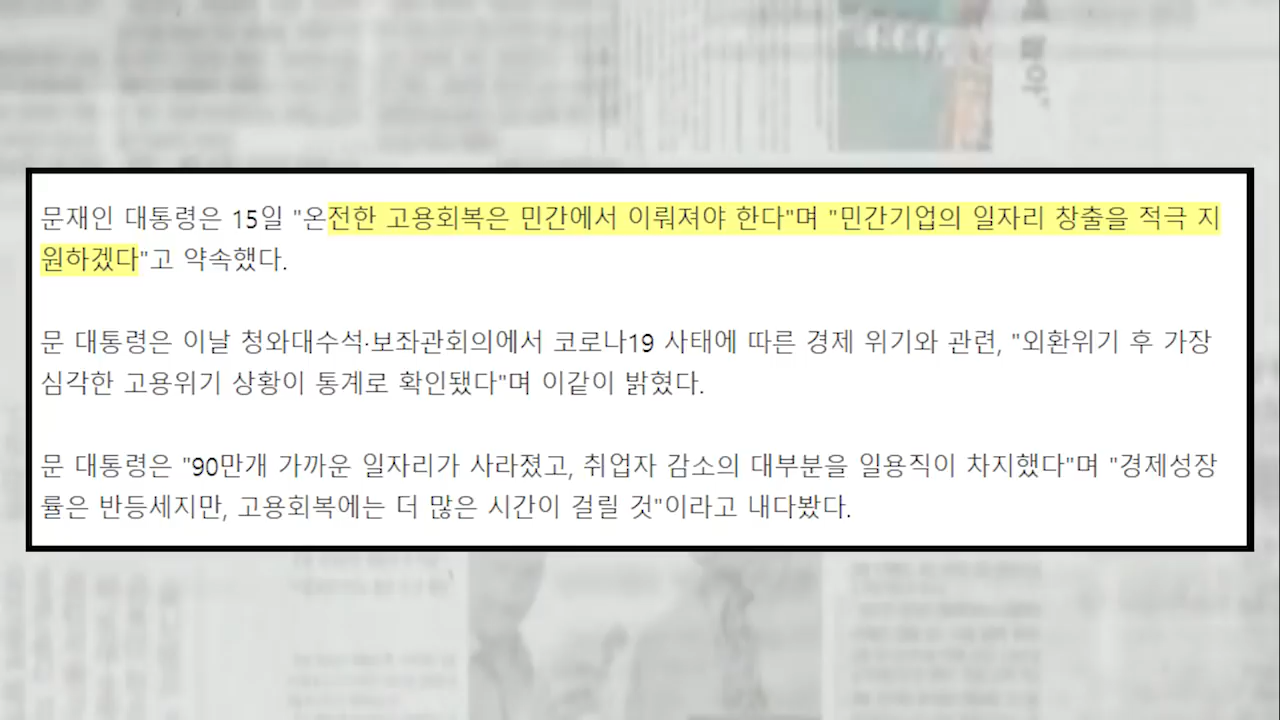 문재인 대통령은 15일 "온전한 고용회복은 민간에서 이뤄져야 한다"며 "민간기업의 일자리 창출을 적극 지
원하겠다"고 약속했다.
문 대통령은 이날 청와대수석·보좌관회의에서 코로나19 사태에 따른 경제 위기와 관련, "외환위기 후 가장
심각한 고용위기 상황이 통계로 확인됐다"며 이같이 밝혔다.
문 대통령은 "90만개 가까운 일자리가 사라졌고, 취업자 감소의 대부분을 일용직이 차지했다"며 "경제성장
률은 반등세지만, 고용회복에는 더 많은 시간이 걸릴 것"이라고 내다봤다.